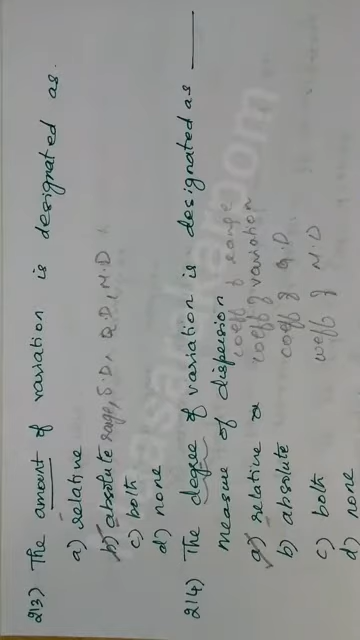 213) The amount of variation is designated as.
a) relative
b) absolute range, S.D, Q.D, M.D
c) both
d) none
214) The degree of variation is designated as
measure of dispersion
a) relative coeff of range
coeff of variation
b) absolute coeff of Q.D
c) both coeff of M.D
d) none